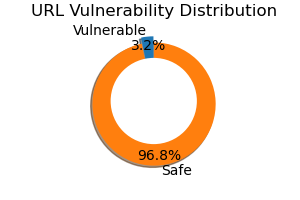 URL Vulnerability Distribution
Vulnerable
3.2%
96.8%
Safe